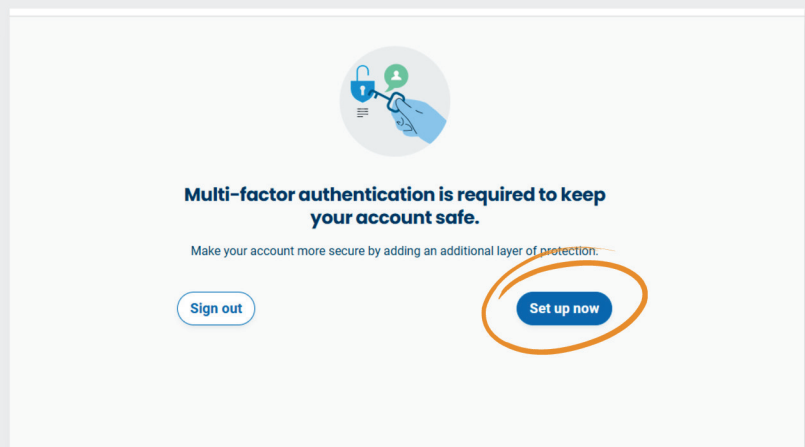 Multi-factor authentication is required to keep
your account safe.
Make your account more secure by adding an additional layer of protection.
Sign out
Set up now